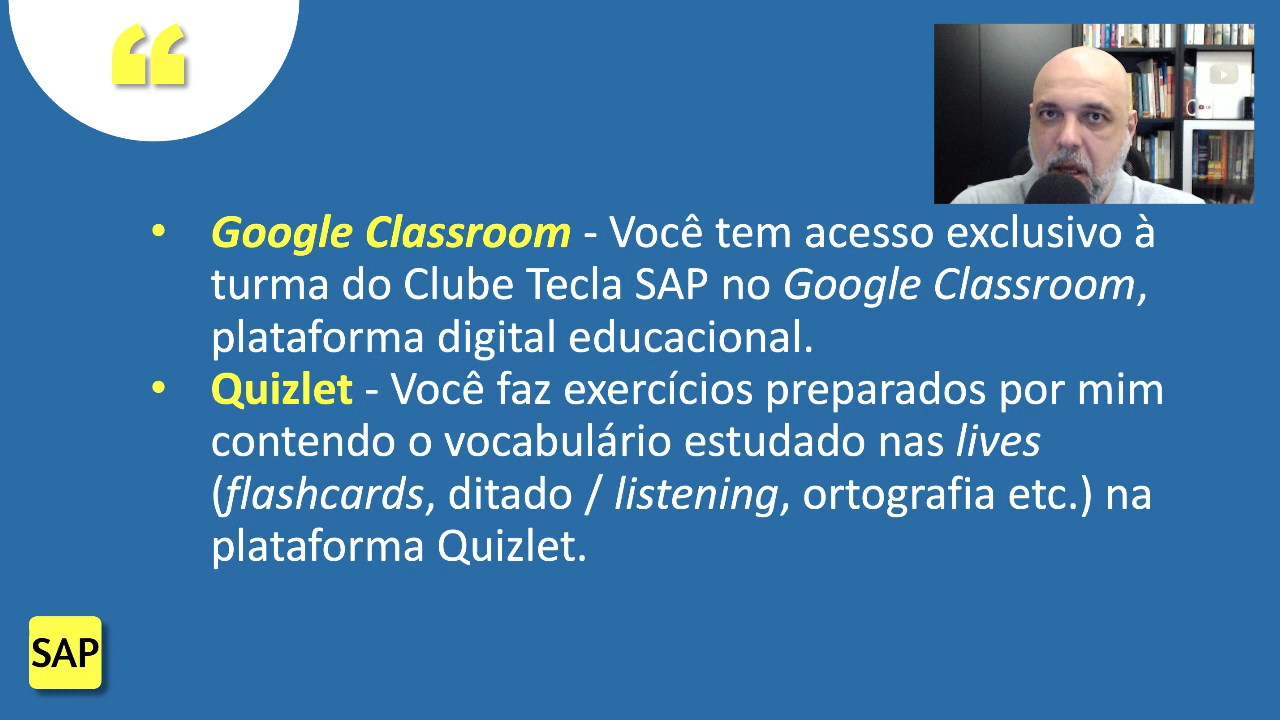 • Google Classroom - Você tem acesso exclusivo à
turma do Clube Tecla SAP no Google Classroom,
plataforma digital educacional.
• Quizlet - Você faz exercícios preparados por mim
contendo o vocabulário estudado nas lives
(flashcards, ditado / listening, ortografia etc.) na
plataforma Quizlet.
SAP